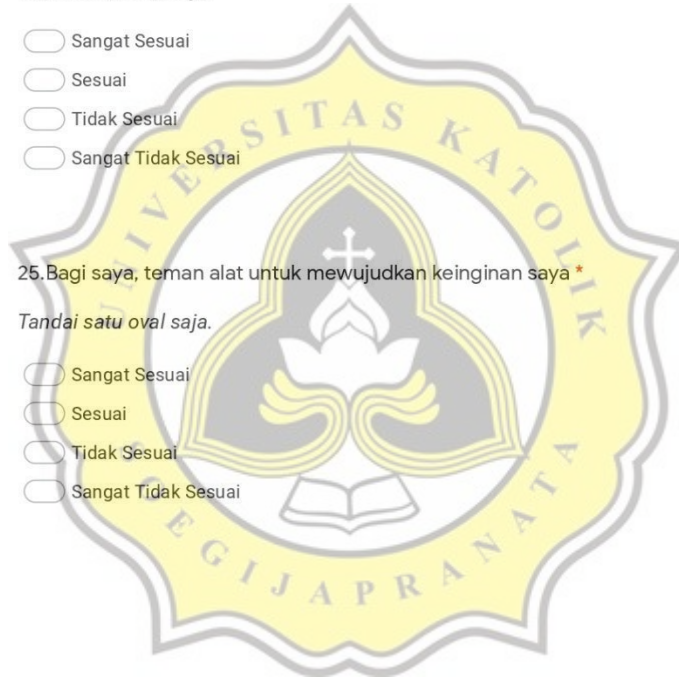 Sangat Sesuai
Sesuai
Tidak Sesuai
Sangat Tidak Sesuai
25.Bagi saya, teman alat untuk mewujudkan keinginan saya *
Tandai satu oval saja.
Sangat Sesuai
Sesuai
Tidak Sesuai
Sangat Tidak Sesuai
UNIVERSITAS KATOLIK
SOEGIJAPRANATA